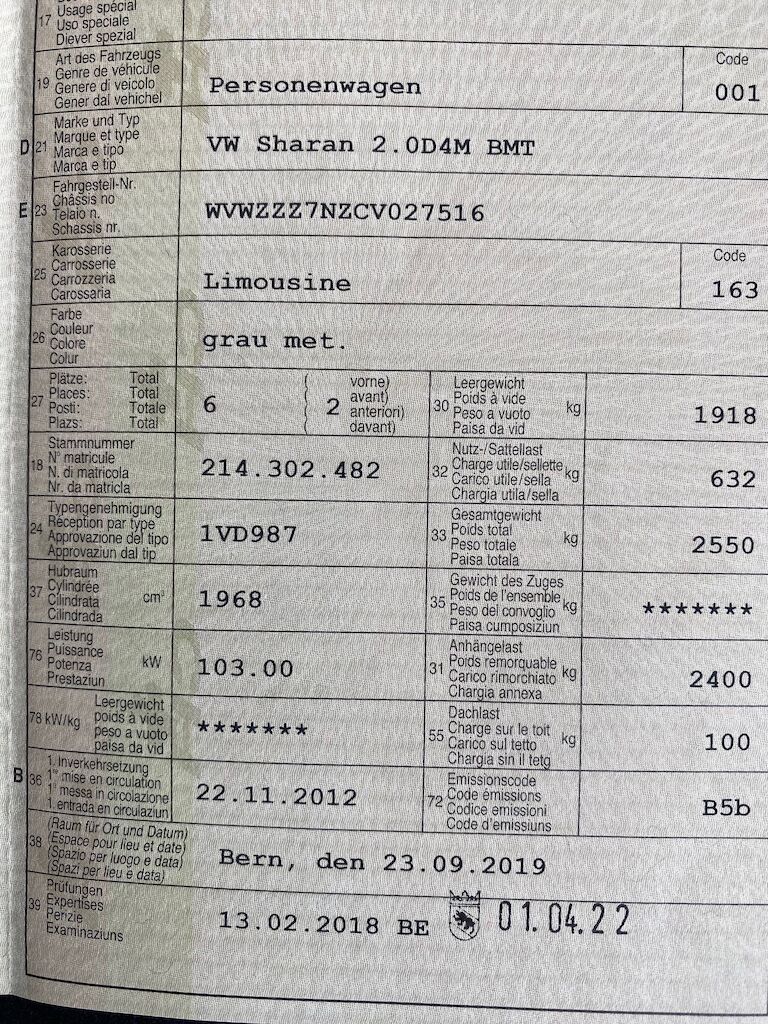 17 Usage spécial
Uso speciale
Diever spezial
19 Art des Fahrzeugs
Genre de véhicule
Genere di veicolo
Gener dal vehichel
Personenwagen
Code
001
D 21 Marke und Typ
Marque et type
Marca e tipo
Marca e tip
VW Sharan 2.0D4M BMT
E 23 Fahrgestell-Nr.
Châssis no
Telaio n.
Schassis nr.
WVWZZZ7NZCV027516
25 Karosserie
Carrosserie
Carrozzeria
Carossaria
Limousine
Code
163
26 Farbe
Couleur
Colore
Colur
grau met.
27 Plätze: Total
Places: Total
Posti: Totale
Plazs: Total
6
( 2 vorne)
( avant)
( anteriori)
( davant)
30 Leergewicht
Poids à vide
Peso a vuoto
Paisa da vid
kg
1918
18 Stammnummer
N° matricule
N. di matricola
Nr. da matricla
214.302.482
32 Nutz-/Sattellast
Charge utile/sellette
Carico utile/sella
Chargia utila/sella
kg
632
24 Typengenehmigung
Réception par type
Approvazione del tipo
Approvaziun dal tip
1VD987
33 Gesamtgewicht
Poids total
Peso totale
Paisa totala
kg
2550
37 Hubraum
Cylindrée
Cilindrata
Cilindrada
cm³
1968
35 Gewicht des Zuges
Poids de l'ensemble
Peso del convoglio
Paisa cumposiziun
kg
*******
76 Leistung
Puissance
Potenza
Prestaziun
kW
103.00
31 Anhängelast
Poids remorquable
Carico rimorchiato
Chargia annexa
kg
2400
78 kW/kg Leergewicht
poids à vide
peso a vuoto
paisa da vid
*******
55 Dachlast
Charge sur le toit
Carico sul tetto
Chargia sin il tetg
kg
100
B 36 1. Inverkehrsetzung
1re mise en circulation
1a messa in circolazione
1. entrada en circulaziun
22.11.2012
72 Emissionscode
Code émissions
Codice emissioni
Code d'emissiuns
B5b
38 (Raum für Ort und Datum)
(Espace pour lieu et date)
(Spazio per luogo e data)
(Spazi per lieu e data)
Bern, den 23.09.2019
39 Prüfungen
Expertises
Perizie
Examinaziuns
13.02.2018 BE 01.04.22